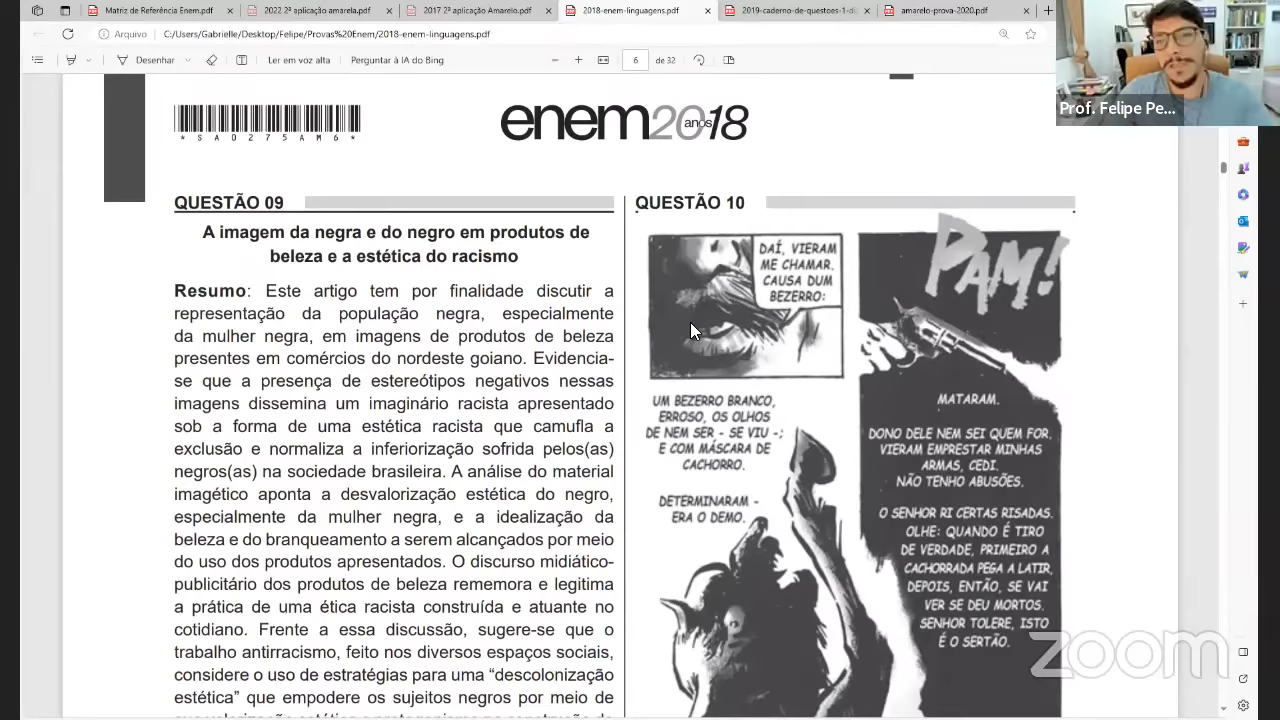 Matriz de Referência Enem.pdf
2022 2ª aplicação amarela.pdf
2017 2ª aplicação Amarelo.pdf
2018-enem-linguagens.pdf
2019-caderno-de-questoes-1-di
amarelo-prova-2020.pdf
Arquivo
C:/Users/Gabrielle/Desktop/Felipe/Provas%20Enem/2018-enem-linguagens.pdf
Desenhar
Ler em voz alta
Perguntar à IA do Bing
6
de 32
Prof. Felipe Pe...
*SA0275AM6*
enem20anos18
QUESTÃO 09
A imagem da negra e do negro em produtos de
beleza e a estética do racismo
Resumo: Este artigo tem por finalidade discutir a
representação da população negra, especialmente
da mulher negra, em imagens de produtos de beleza
presentes em comércios do nordeste goiano. Evidencia-
se que a presença de estereótipos negativos nessas
imagens dissemina um imaginário racista apresentado
sob a forma de uma estética racista que camufla a
exclusão e normaliza a inferiorização sofrida pelos(as)
negros(as) na sociedade brasileira. A análise do material
imagético aponta a desvalorização estética do negro,
especialmente da mulher negra, e a idealização da
beleza e do branqueamento a serem alcançados por meio
do uso dos produtos apresentados. O discurso midiático-
publicitário dos produtos de beleza rememora e legitima
a prática de uma ética racista construída e atuante no
cotidiano. Frente a essa discussão, sugere-se que o
trabalho antirracismo, feito nos diversos espaços sociais,
considere o uso de estratégias para uma “descolonização
estética” que empodere os sujeitos negros por meio de
QUESTÃO 10
DAÍ, VIERAM
ME CHAMAR.
CAUSA DUM
BEZERRO:
UM BEZERRO BRANCO,
ERROSO, OS OLHOS
DE NEM SER - SE VIU -;
E COM MÁSCARA DE
CACHORRO.
DETERMINARAM -
ERA O DEMO.
PAM!
MATARAM.
DONO DELE NEM SEI QUEM FOR.
VIERAM EMPRESTAR MINHAS
ARMAS, CEDI.
NÃO TENHO ABUSÕES.
O SENHOR RI CERTAS RISADAS.
OLHE: QUANDO É TIRO
DE VERDADE, PRIMEIRO A
CACHORRADA PEGA A LATIR,
DEPOIS, ENTÃO, SE VAI
VER SE DEU MORTOS.
SENHOR TOLERE, ISTO
É O SERTÃO.
zoom